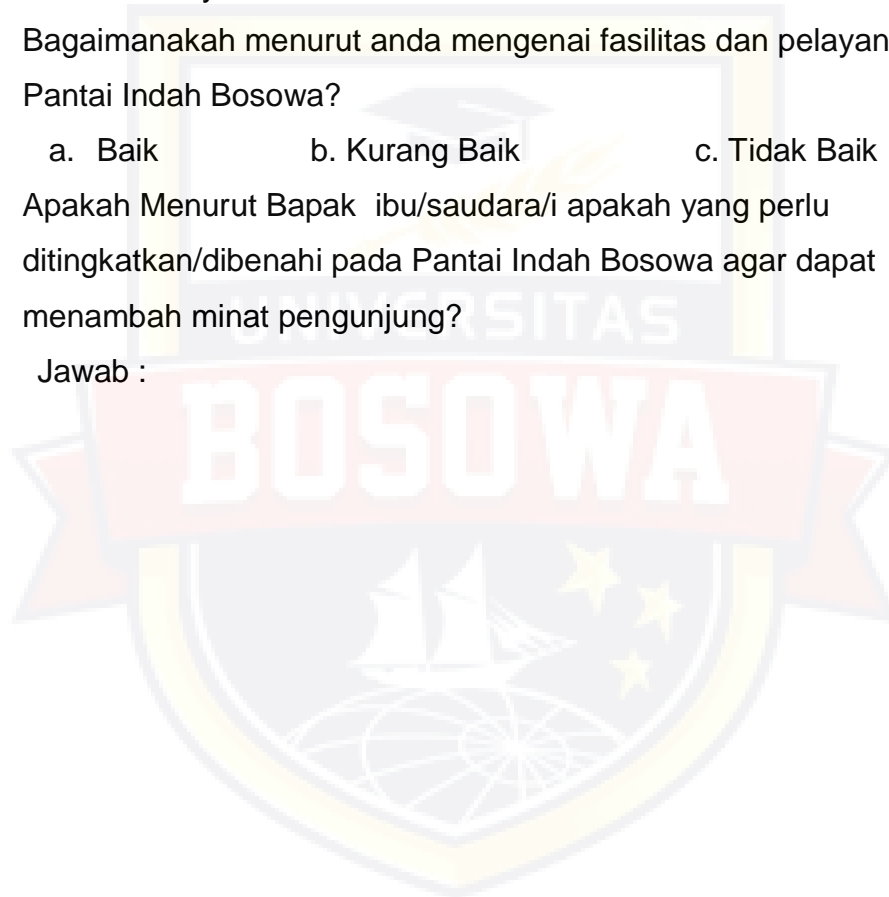 Bagaimanakah menurut anda mengenai fasilitas dan pelayan
Pantai Indah Bosowa?
a. Baik b. Kurang Baik c. Tidak Baik
Apakah Menurut Bapak ibu/saudara/i apakah yang perlu
ditingkatkan/dibenahi pada Pantai Indah Bosowa agar dapat
menambah minat pengunjung?
Jawab :
UNIVERSITAS
BOSOWA